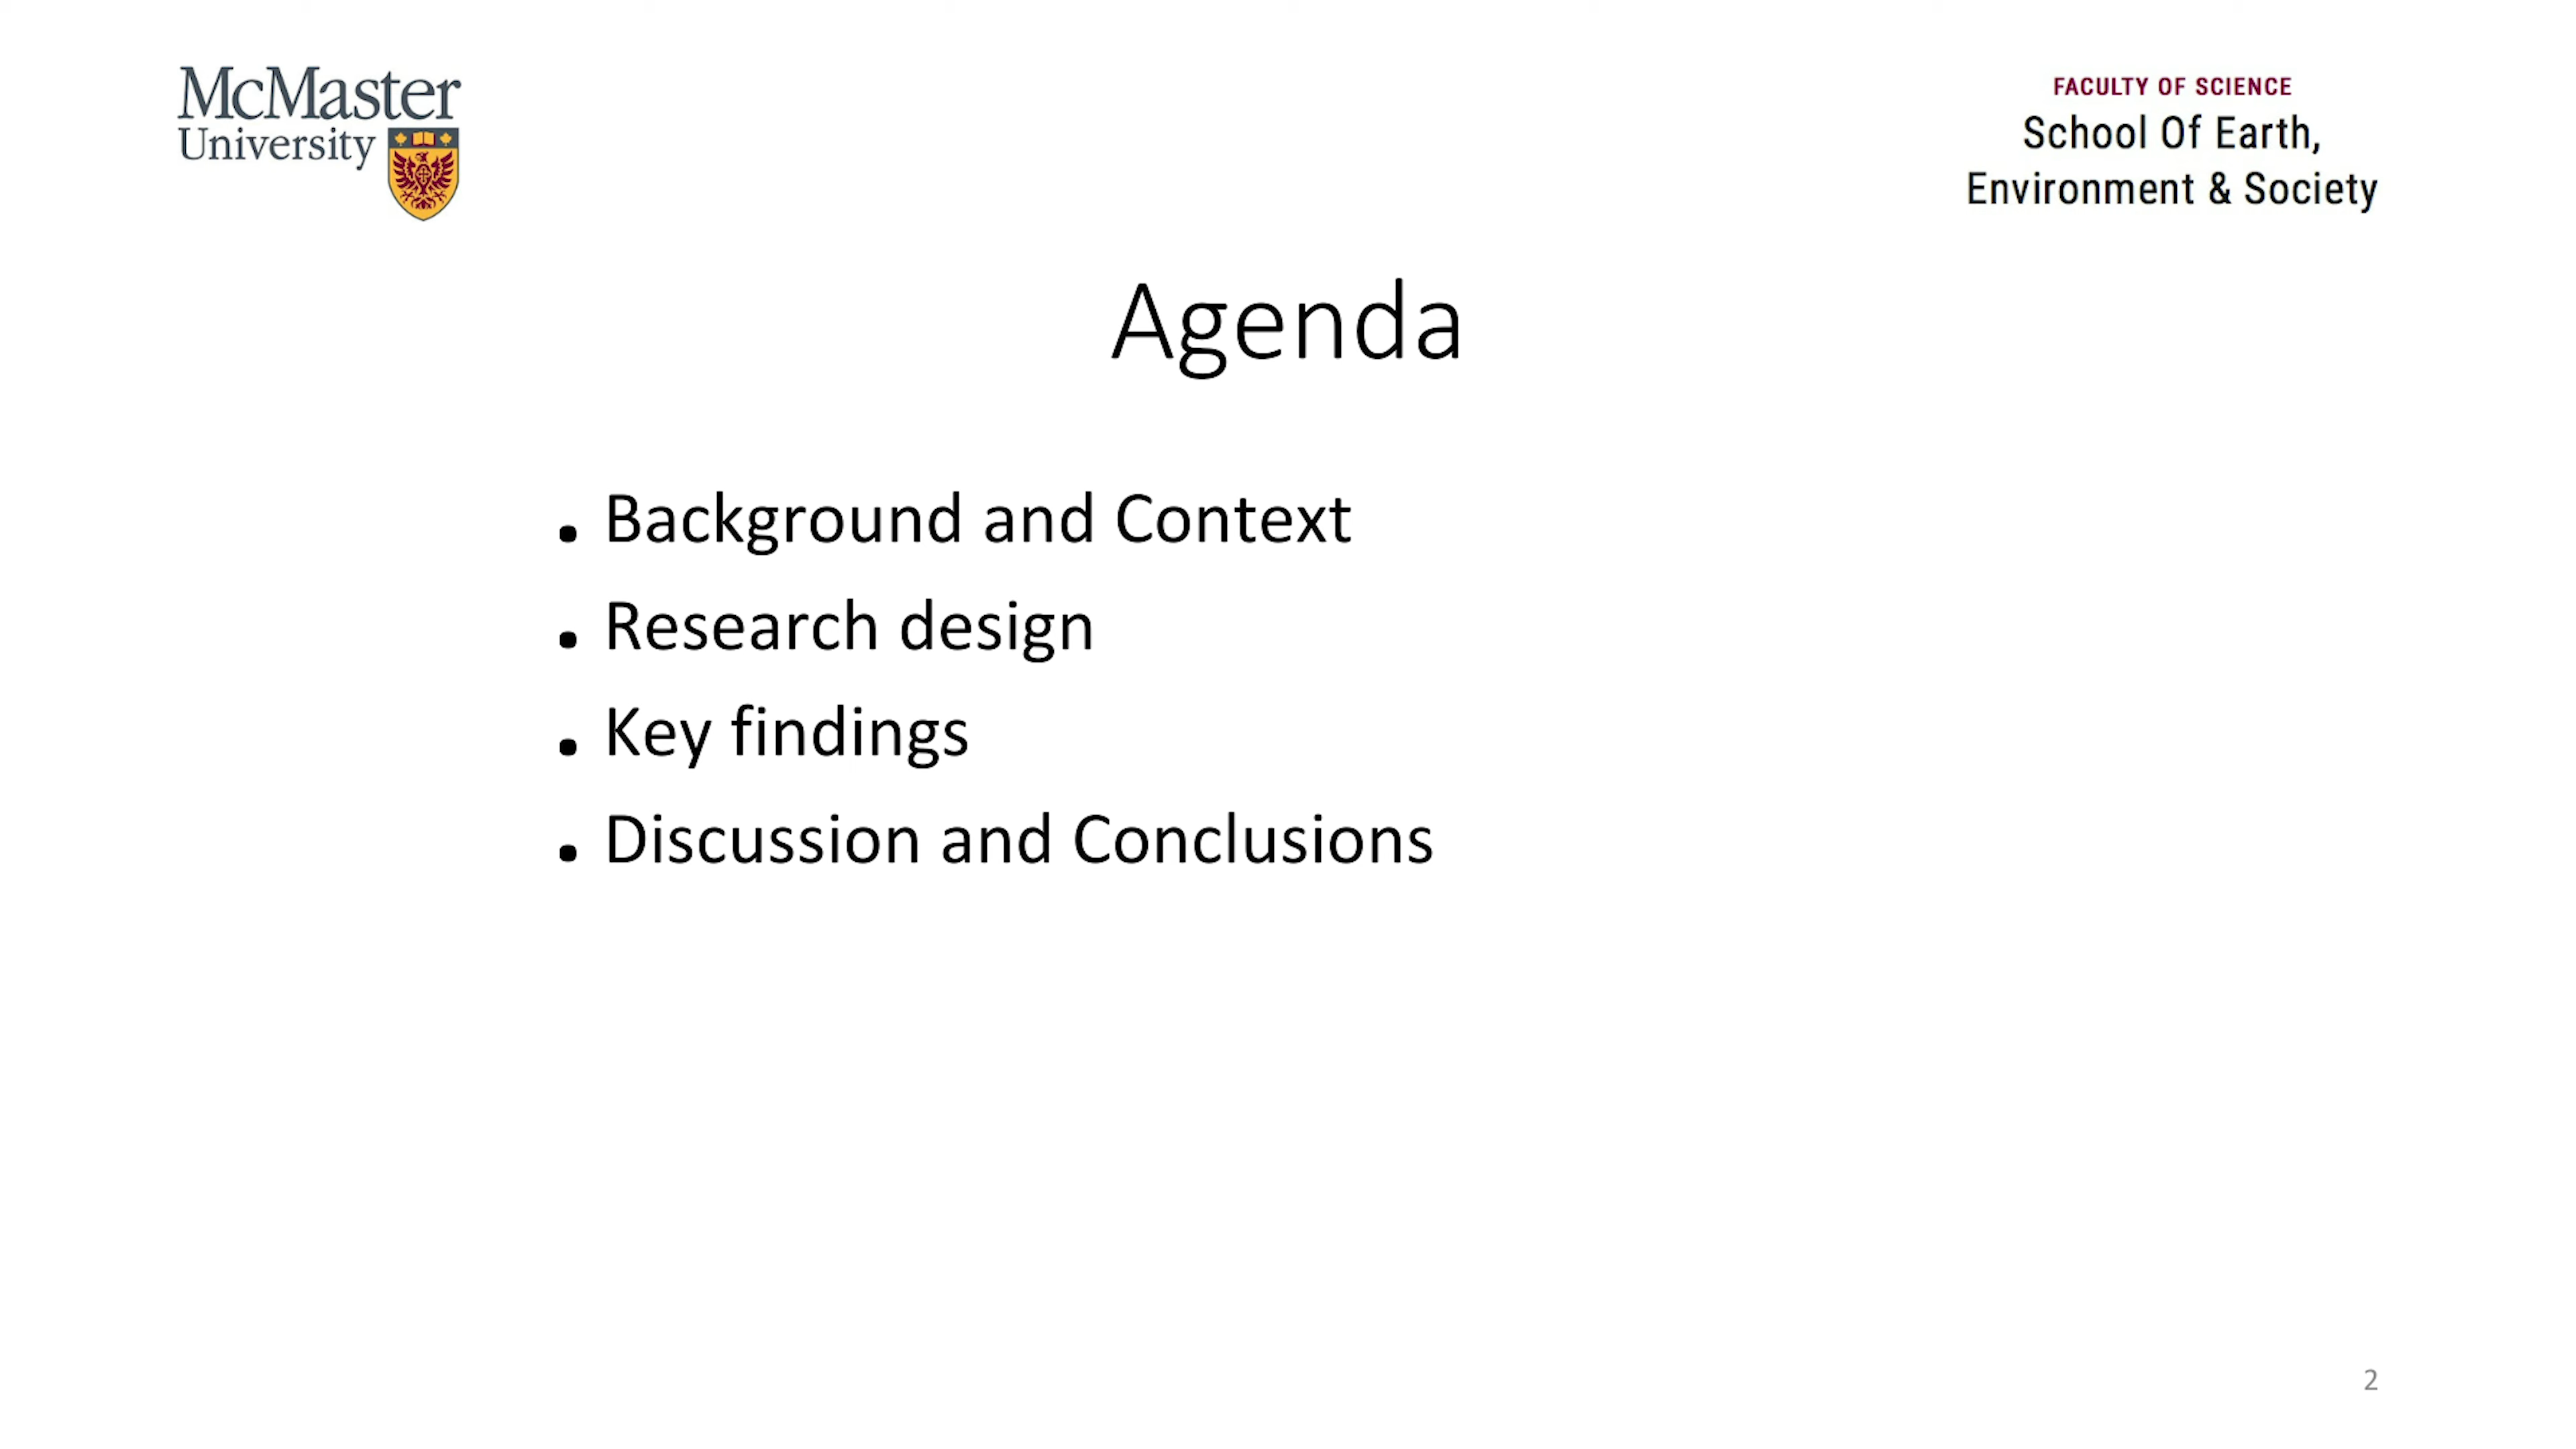 McMaster
University
FACULTY OF SCIENCE
School Of Earth,
Environment & Society
Agenda
. Background and Context
. Research design
. Key findings
. Discussion and Conclusions
2